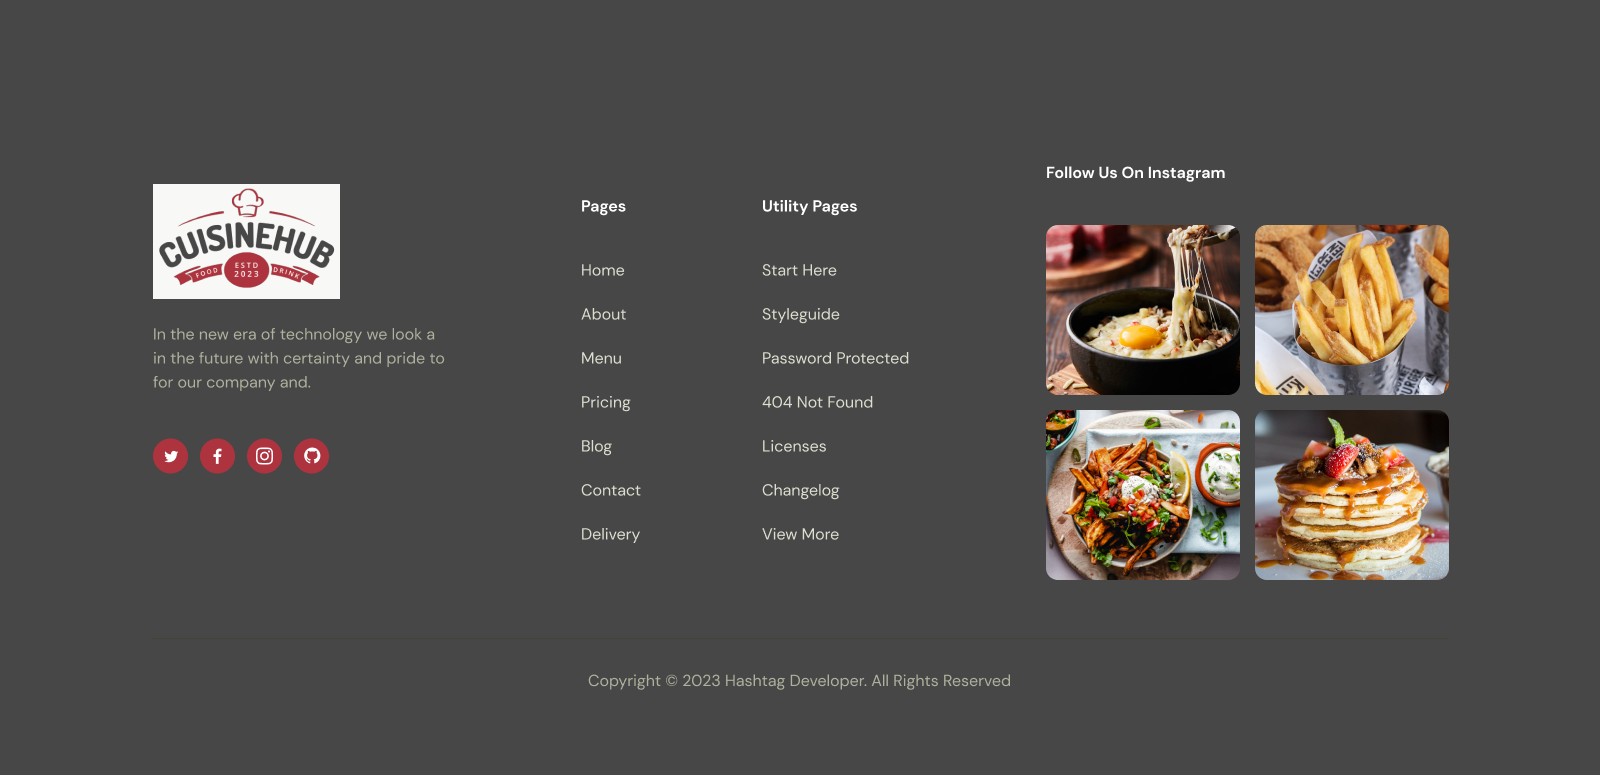 CUISINEHUB
FOOD
ESTD
2023
DRINK
In the new era of technology we look a
in the future with certainty and pride to
for our company and.
Pages
Home
About
Menu
Pricing
Blog
Contact
Delivery
Utility Pages
Start Here
Styleguide
Password Protected
404 Not Found
Licenses
Changelog
View More
Follow Us On Instagram
Copyright © 2023 Hashtag Developer. All Rights Reserved